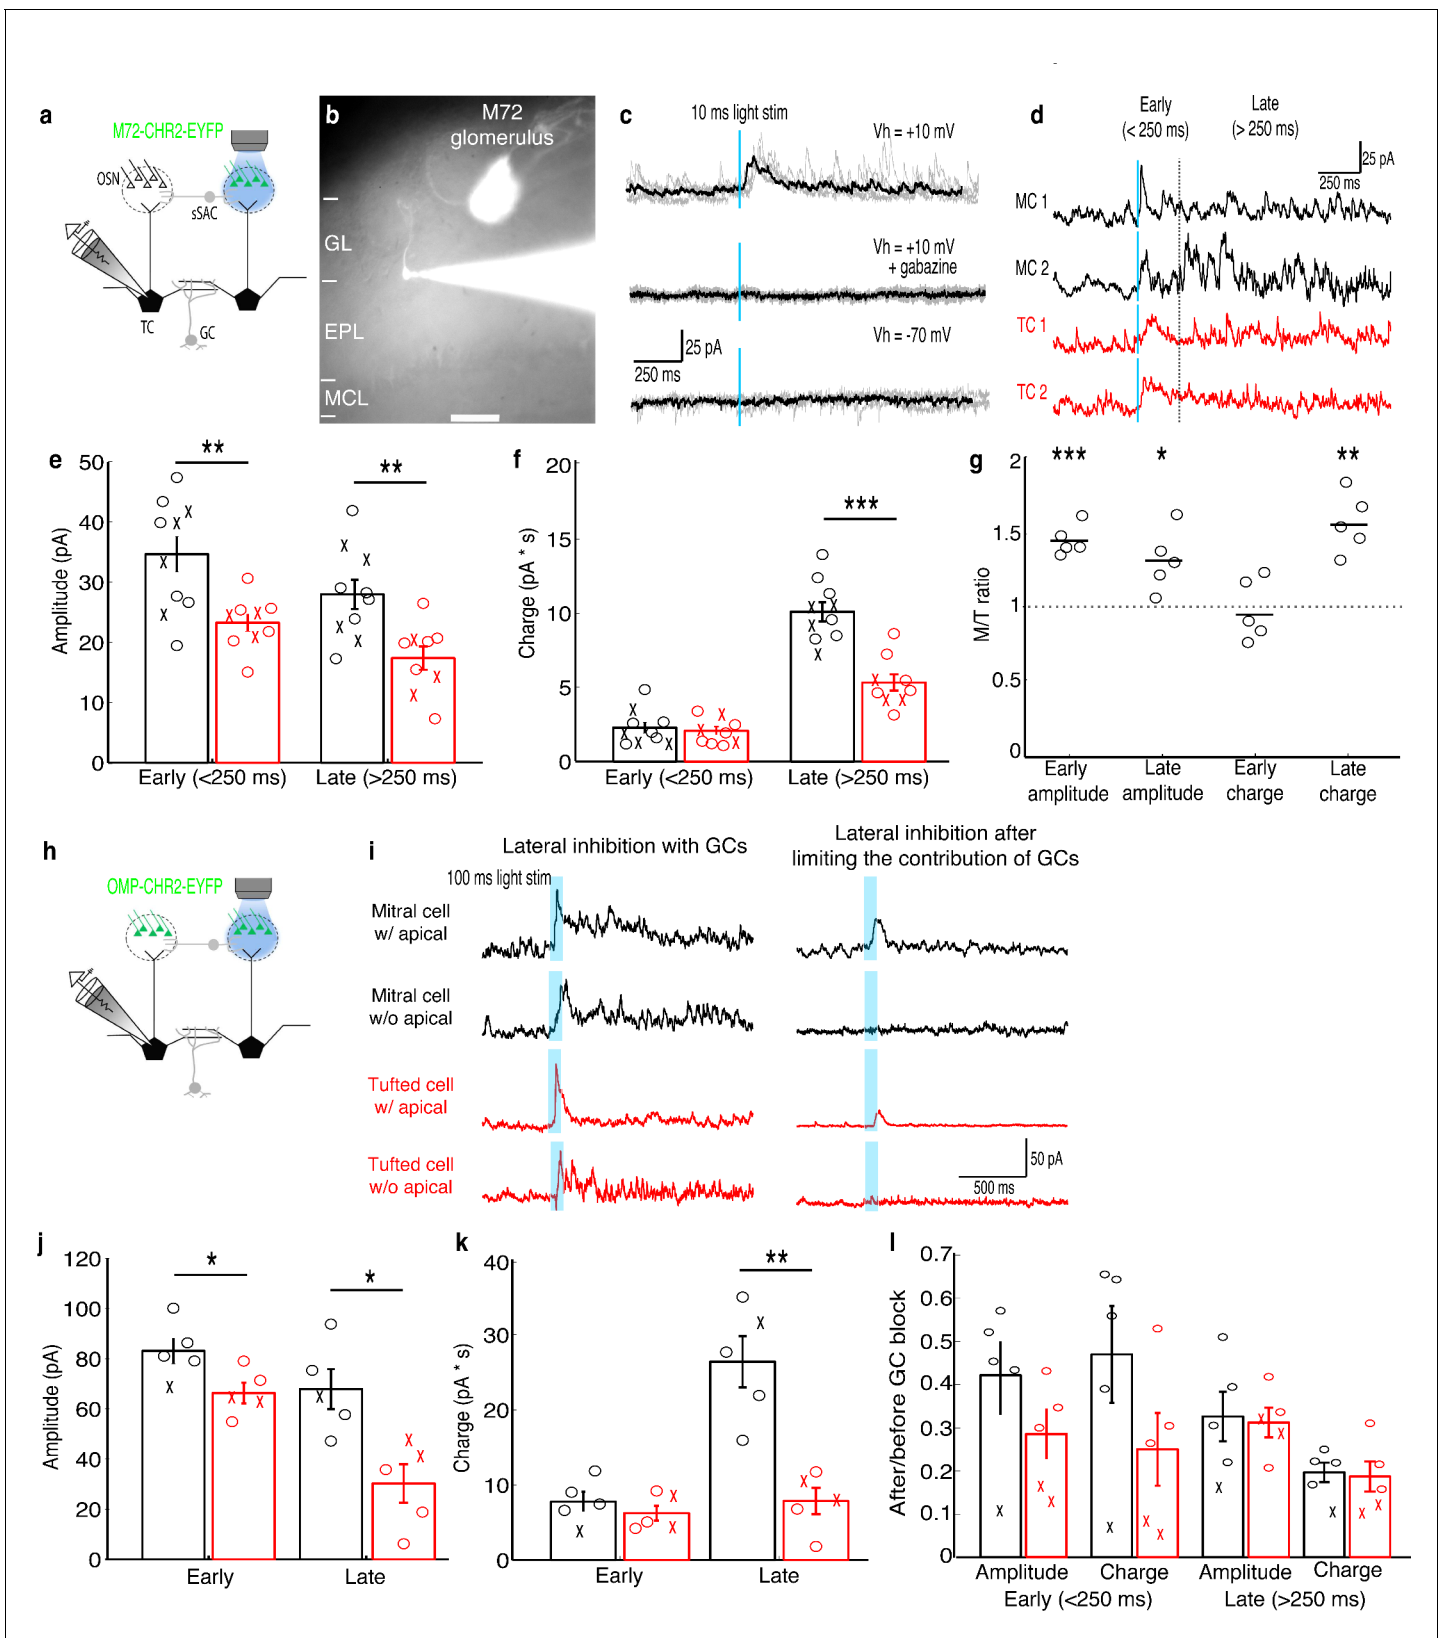 a
M72-CHR2-EYFP
OSN
sSAC
TC
GC
b
M72
glomerulus
GL
EPL
MCL
c
10 ms light stim
Vh = +10 mV
Vh = +10 mV
+ gabazine
Vh = -70 mV
25 pA
250 ms
d
Early
(< 250 ms)
Late
(> 250 ms)
25 pA
250 ms
MC 1
MC 2
TC 1
TC 2
e
Amplitude (pA)
50
40
30
20
10
0
**
**
Early (<250 ms)
Late (>250 ms)
f
Charge (pA * s)
20
15
10
5
0
***
Early (<250 ms)
Late (>250 ms)
g
M/T ratio
2
1.5
1
0.5
0
***
*
**
Early
amplitude
Late
amplitude
Early
charge
Late
charge
h
OMP-CHR2-EYFP
i
Lateral inhibition with GCs
Lateral inhibition after
limiting the contribution of GCs
100 ms light stim
Mitral cell
w/ apical
Mitral cell
w/o apical
Tufted cell
w/ apical
Tufted cell
w/o apical
50 pA
500 ms
j
Amplitude (pA)
120
100
80
60
40
20
0
*
*
Early
Late
k
Charge (pA * s)
40
30
20
10
0
**
Early
Late
l
After/before GC block
0.7
0.6
0.5
0.4
0.3
0.2
0.1
0
Amplitude
Charge
Amplitude
Charge
Early (<250 ms)
Late (>250 ms)